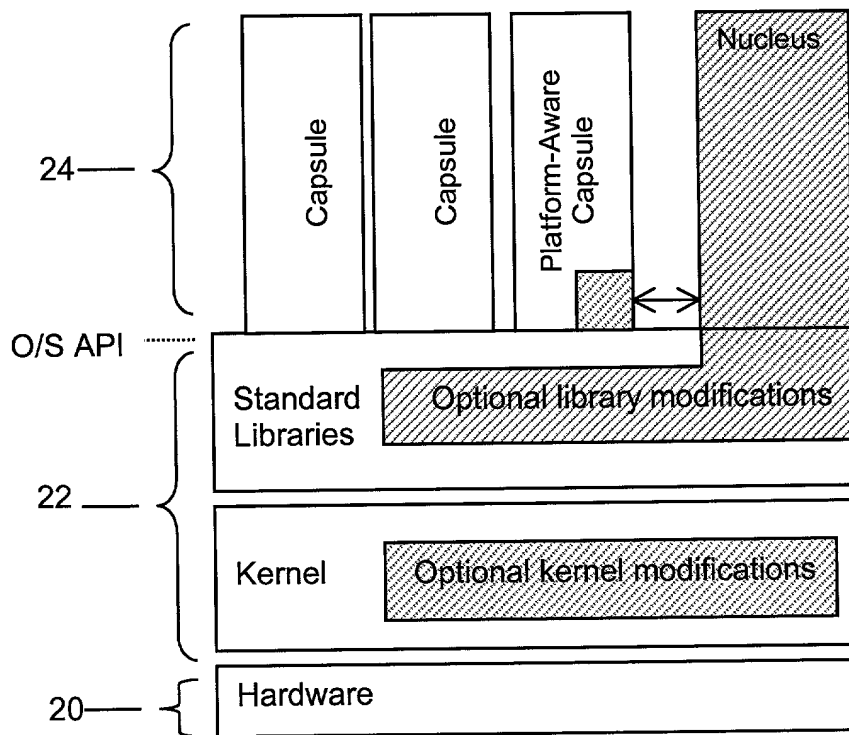 Nucleus
Capsule
Capsule
Platform-Aware
Capsule
24
O/S API
Standard
Libraries
Optional library modifications
22
Kernel
Optional kernel modifications
Hardware
20